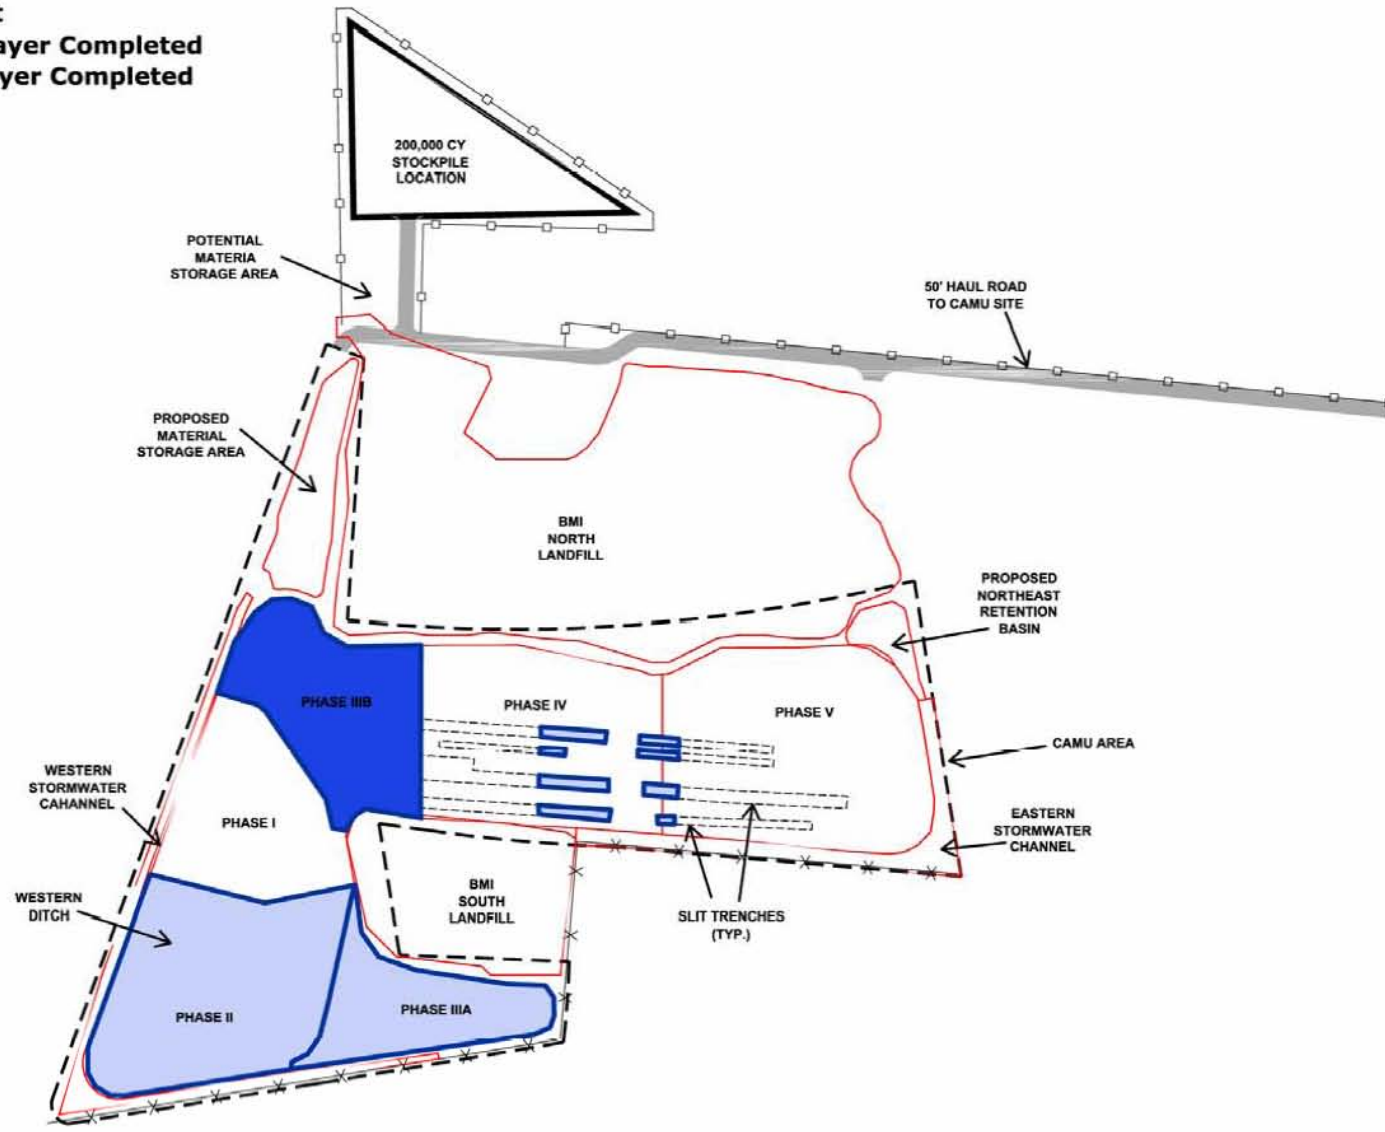 ayer Completed
yer Completed
200,000 CY
STOCKPILE
LOCATION
POTENTIAL
MATERIA
STORAGE AREA
50' HAUL ROAD
TO CAMU SITE
PROPOSED
MATERIAL
STORAGE AREA
BMI
NORTH
LANDFILL
PROPOSED
NORTHEAST
RETENTION
BASIN
PHASE IIIB
PHASE IV
PHASE V
CAMU AREA
WESTERN
STORMWATER
CAHANNEL
PHASE I
EASTERN
STORMWATER
CHANNEL
WESTERN
DITCH
BMI
SOUTH
LANDFILL
SLIT TRENCHES
(TYP.)
PHASE II
PHASE IIIA